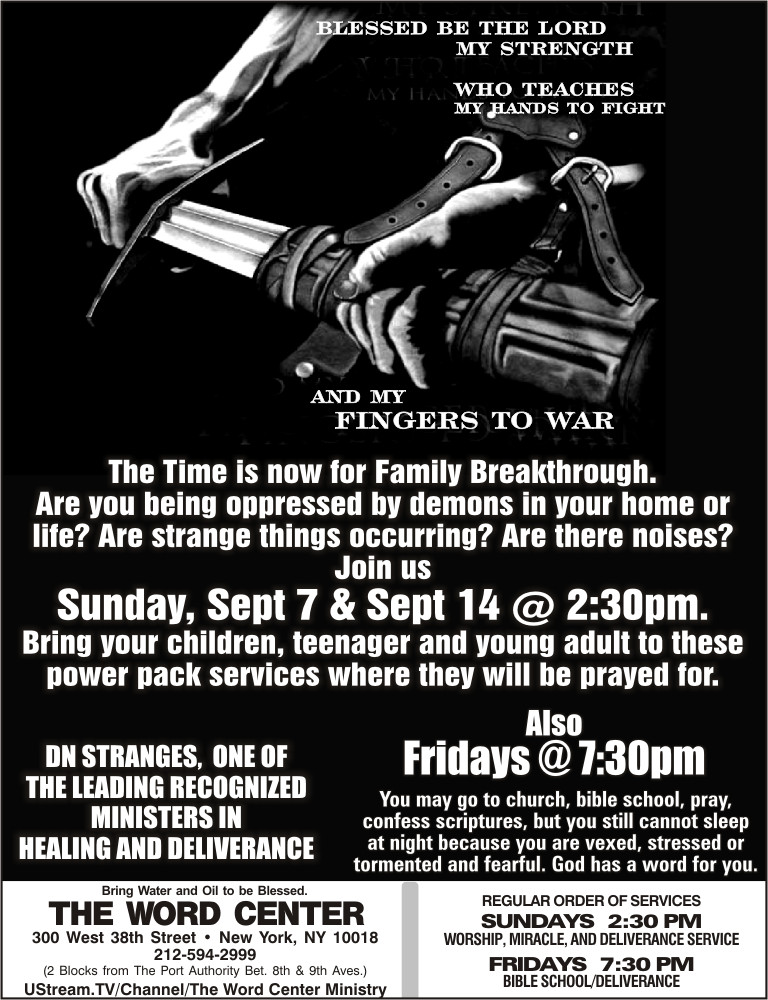 BLESSED BE THE LORD
MY STRENGTH
WHO TEACHES
MY HANDS TO FIGHT
AND MY
FINGERS TO WAR
The Time is now for Family Breakthrough.
Are you being oppressed by demons in your home or
life? Are strange things occurring? Are there noises?
Join us
Sunday, Sept 7 & Sept 14 @ 2:30pm.
Bring your children, teenager and young adult to these
power pack services where they will be prayed for.
DN STRANGES, ONE OF
THE LEADING RECOGNIZED
MINISTERS IN
HEALING AND DELIVERANCE
Also
Fridays @ 7:30pm
You may go to church, bible school, pray,
confess scriptures, but you still cannot sleep
at night because you are vexed, stressed or
tormented and fearful. God has a word for you.
Bring Water and Oil to be Blessed.
THE WORD CENTER
300 West 38th Street • New York, NY 10018
212-594-2999
(2 Blocks from The Port Authority Bet. 8th & 9th Aves.)
UStream.TV/Channel/The Word Center Ministry
REGULAR ORDER OF SERVICES
SUNDAYS 2:30 PM
WORSHIP, MIRACLE, AND DELIVERANCE SERVICE
FRIDAYS 7:30 PM
BIBLE SCHOOL/DELIVERANCE